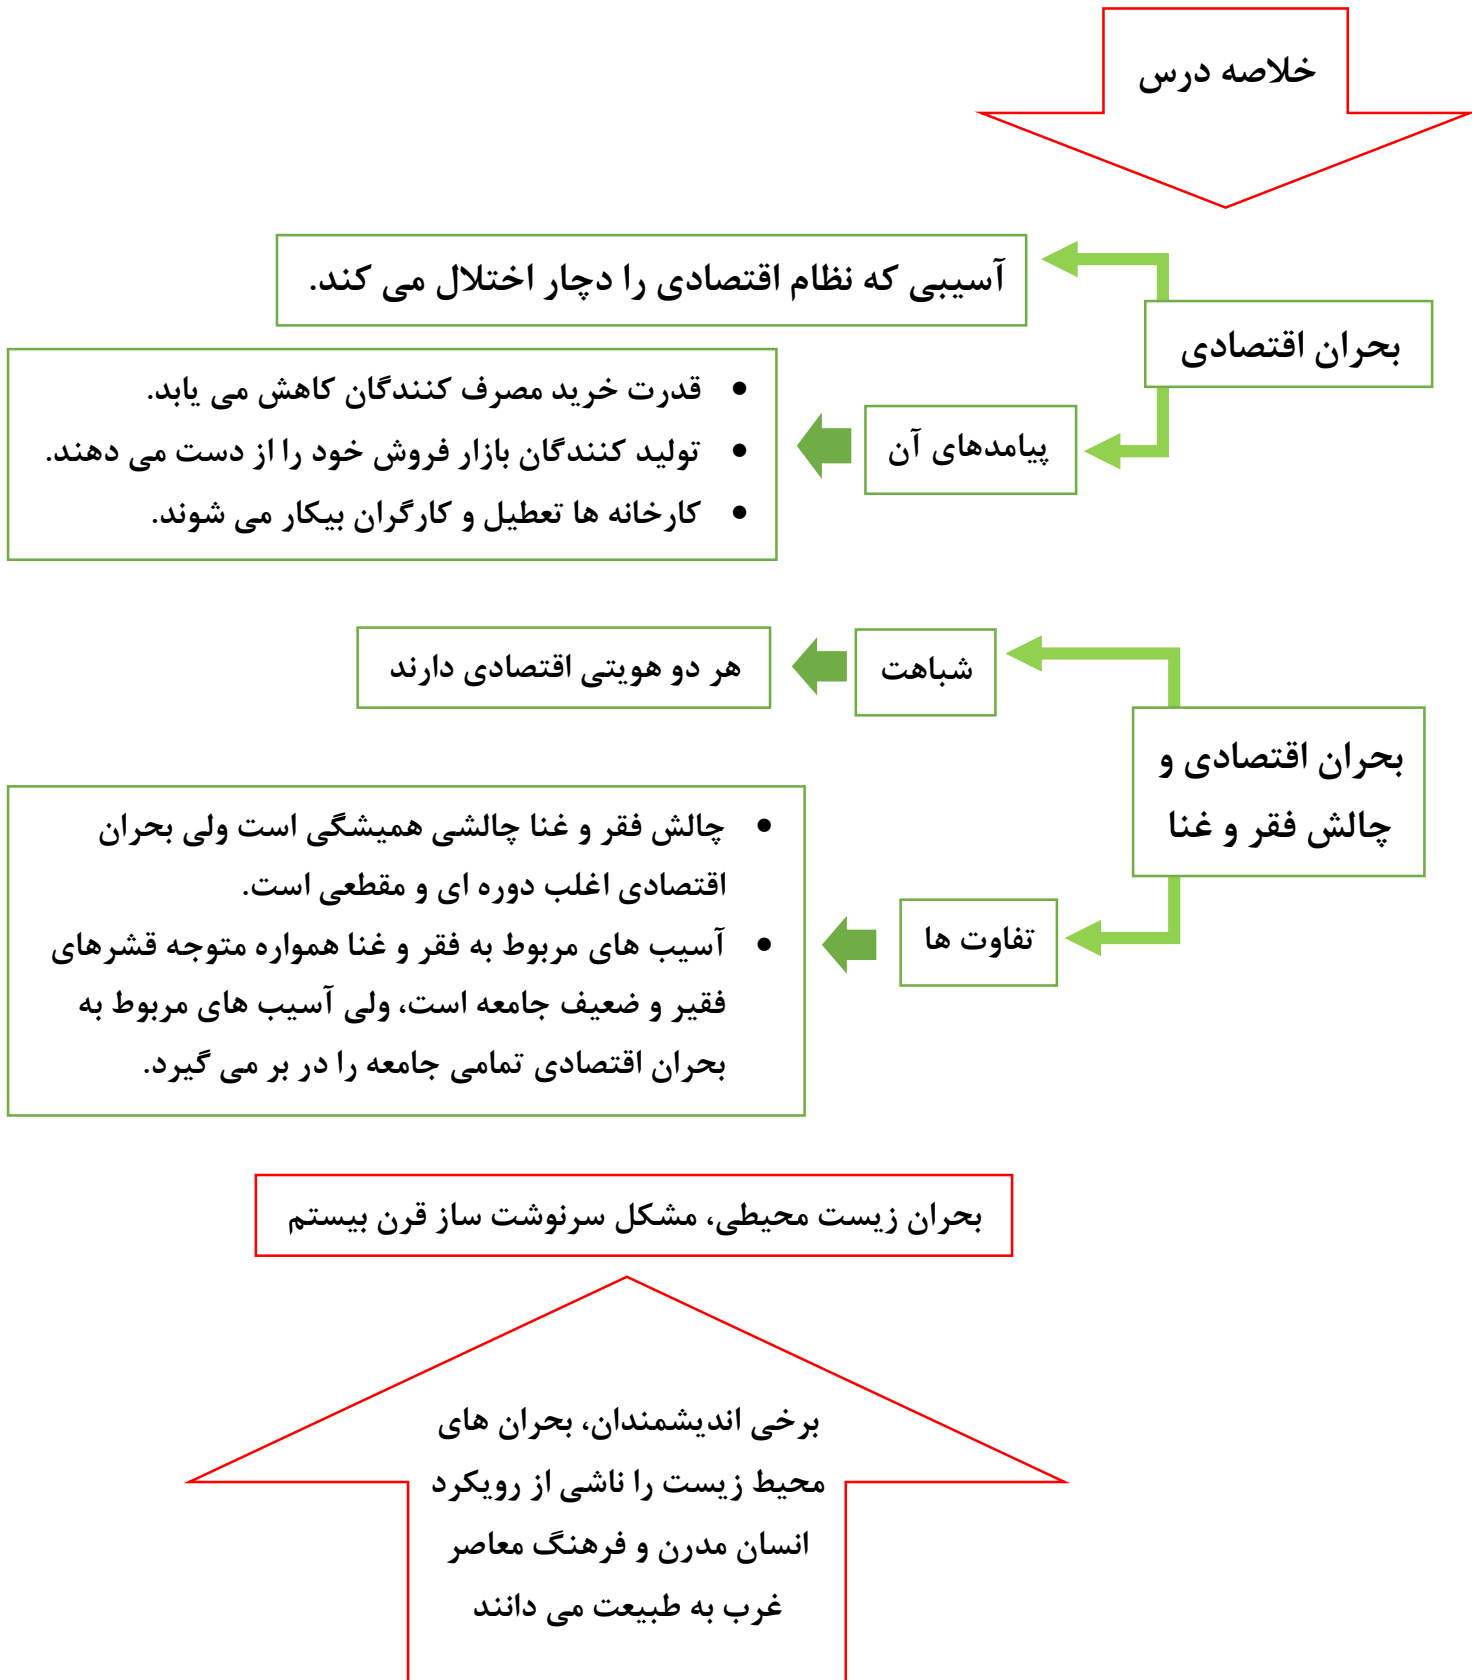 خلاصه درس
آسیبی که نظام اقتصادی را دچار اختلال می کند.
بحران اقتصادی
پیامدهای آن
• قدرت خرید مصرف کنندگان کاهش می یابد.
• تولید کنندگان بازار فروش خود را از دست می دهند.
• کارخانه ها تعطیل و کارگران بیکار می شوند.
شباهت
هر دو هویتی اقتصادی دارند
بحران اقتصادی و
چالش فقر و غنا
تفاوت ها
• چالش فقر و غنا چالشی همیشگی است ولی بحران
اقتصادی اغلب دوره ای و مقطعی است.
• آسیب های مربوط به فقر و غنا همواره متوجه قشرهای
فقیر و ضعیف جامعه است، ولی آسیب های مربوط به
بحران اقتصادی تمامی جامعه را در بر می گیرد.
بحران زیست محیطی، مشکل سرنوشت ساز قرن بیستم
برخی اندیشمندان، بحران های
محیط زیست را ناشی از رویکرد
انسان مدرن و فرهنگ معاصر
غرب به طبیعت می دانند